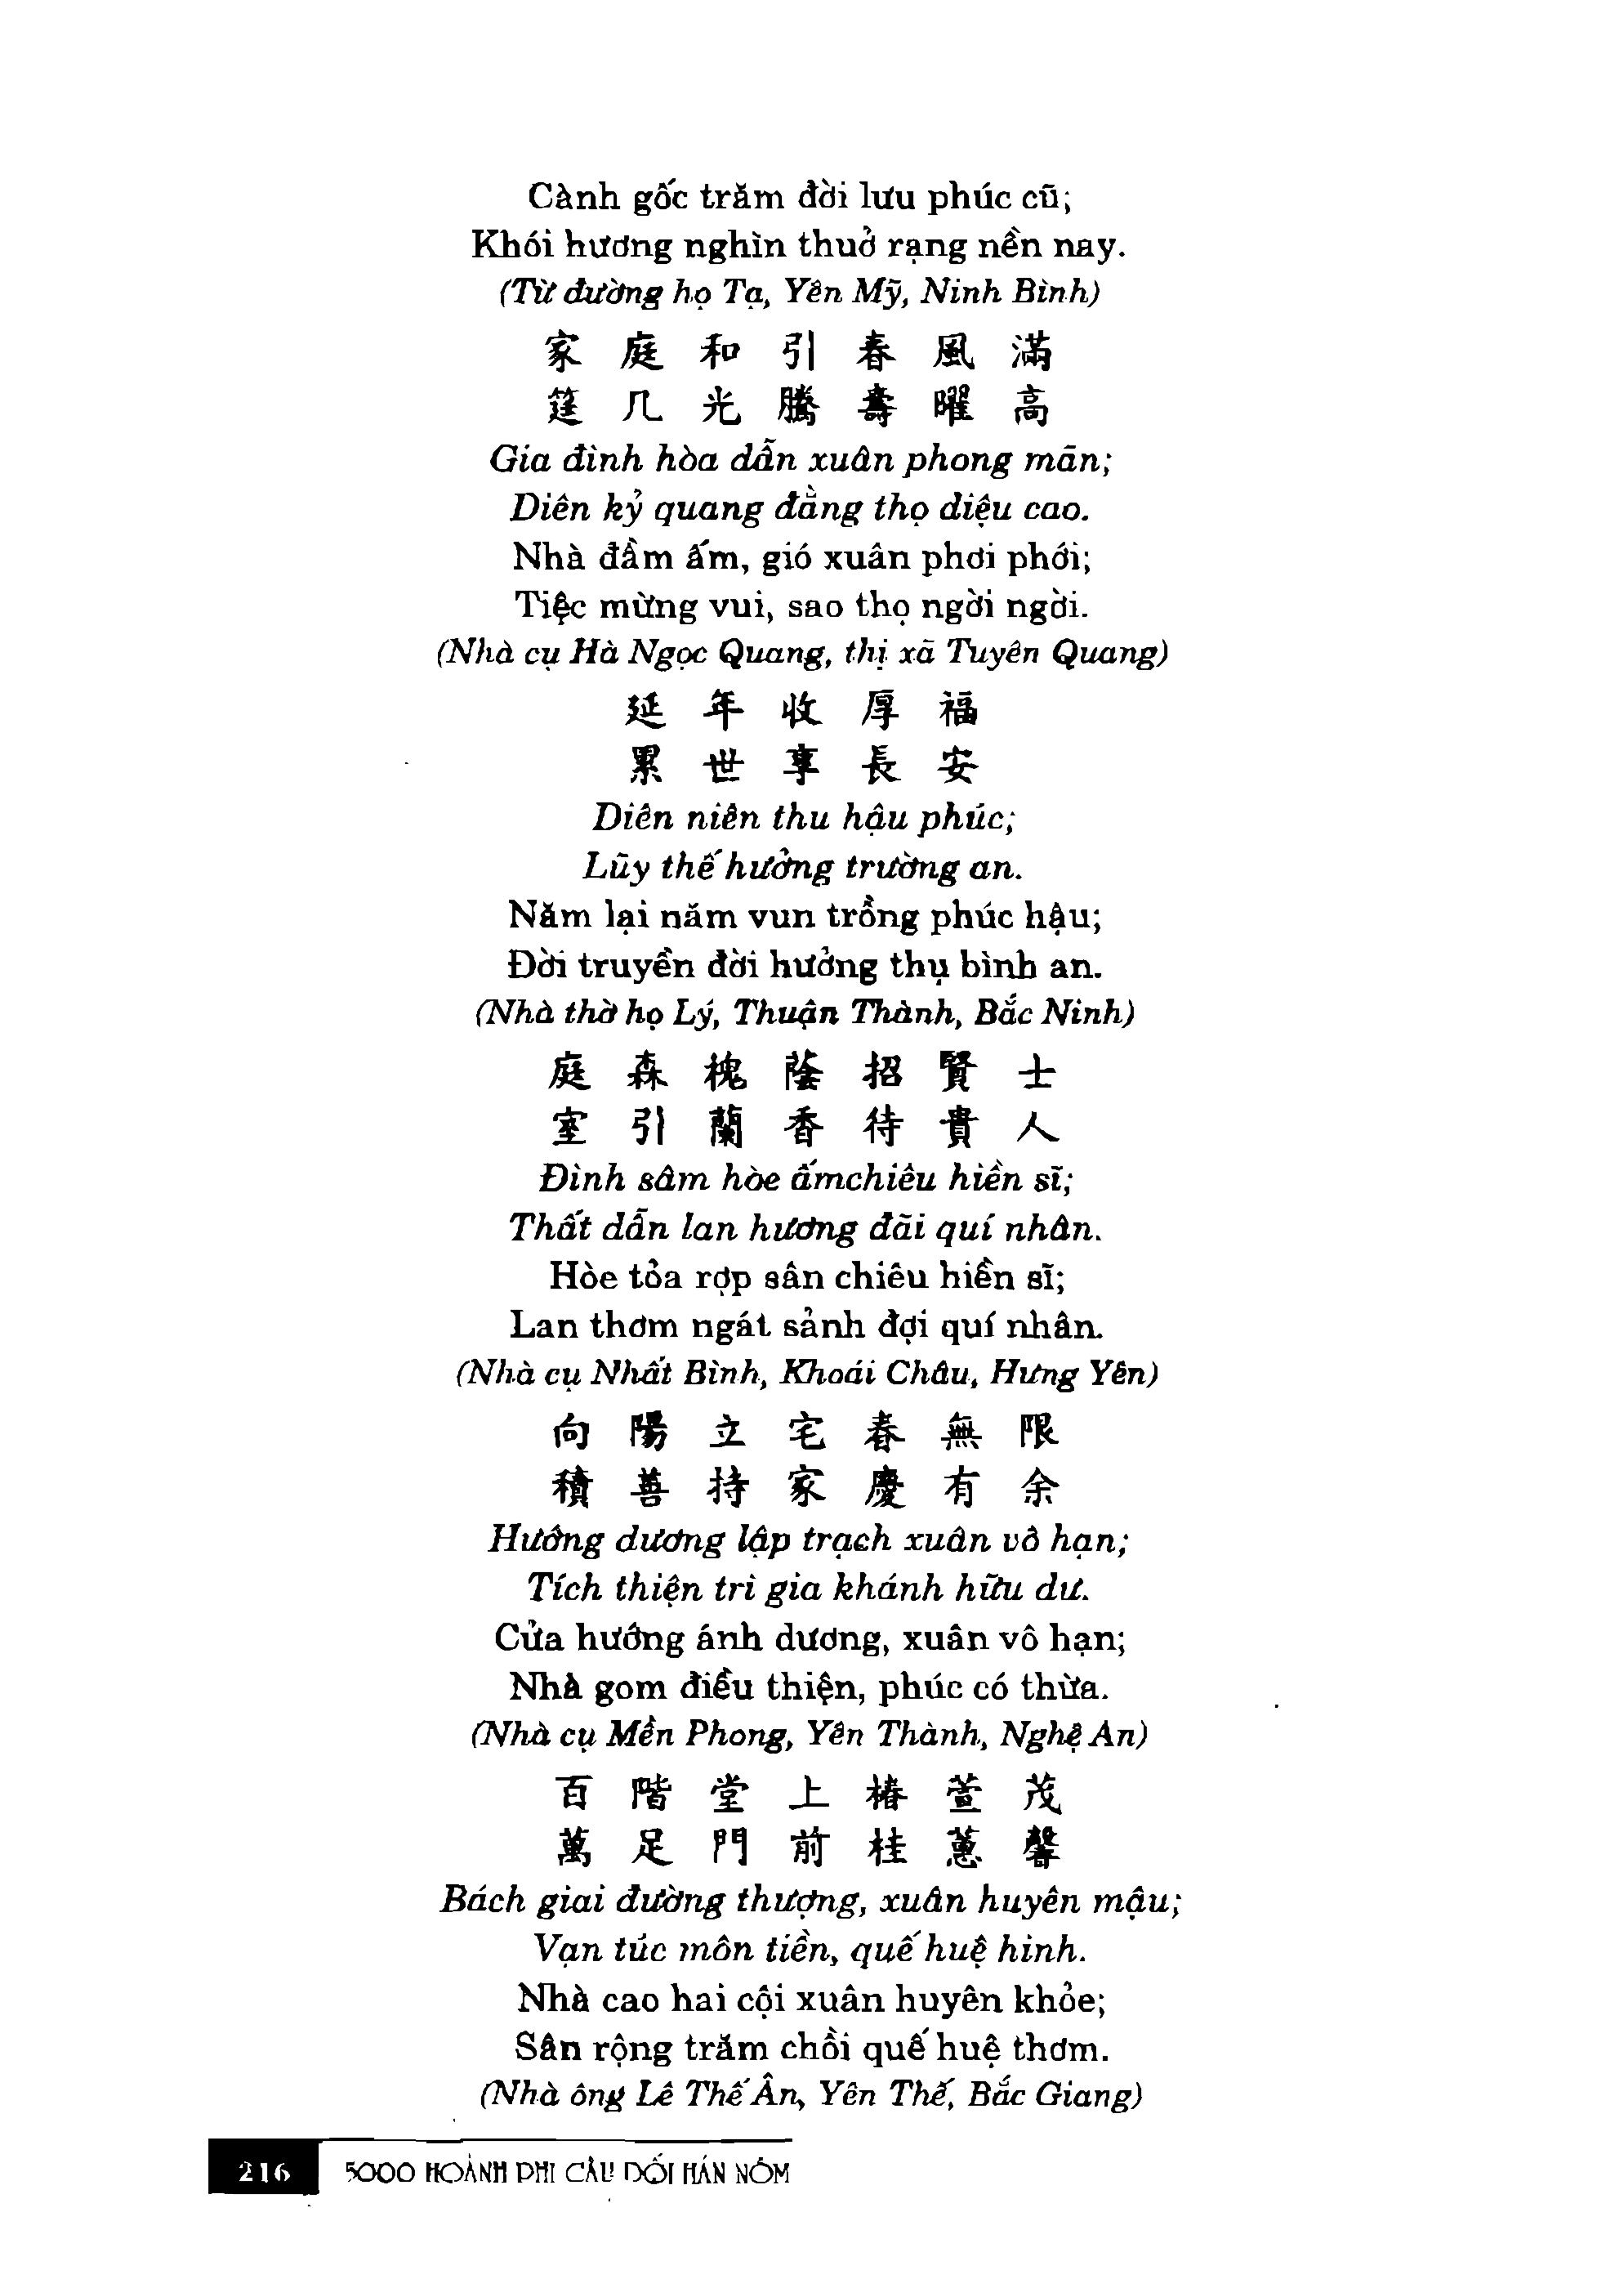 Cành gốc trăm đời lưu phúc cũ;
Khói hương nghìn thuở rạng nền nay.
(Từ đường họ Tạ, Yên Mỹ, Ninh Bình)
家 庭 和 引 春 風 滿
筵 几 光 騰 壽 曜 高
Gia đình hòa dẫn xuân phong mãn;
Diên kỷ quang đằng thọ diệu cao.
Nhà đầm ấm, gió xuân phơi phới;
Tiệc mừng vui, sao thọ ngời ngời.
(Nhà cụ Hà Ngọc Quang, thị xã Tuyên Quang)
延 年 收 厚 福
累 世 享 長 安
Diên niên thu hậu phúc;
Lũy thế hưởng trường an.
Năm lại năm vun trồng phúc hậu;
Đời truyền đời hưởng thụ bình an.
(Nhà thờ họ Lý, Thuận Thành, Bắc Ninh)
庭 森 槐 蔭 招 賢 士
室 引 蘭 香 待 貴 人
Đình sâm hòe ấmchiêu hiền sĩ;
Thất dẫn lan hương đãi quí nhân.
Hòe tỏa rợp sân chiêu hiền sĩ;
Lan thơm ngát sảnh đợi quí nhân.
(Nhà cụ Nhất Bình, Khoái Châu, Hưng Yên)
向 陽 立 宅 春 無 限
積 善 持 家 慶 有 余
Hướng dương lập trạch xuân vô hạn;
Tích thiện trì gia khánh hữu dư.
Cửa hướng ánh dương, xuân vô hạn;
Nhà gom điều thiện, phúc có thừa.
(Nhà cụ Mền Phong, Yên Thành, Nghệ An)
百 階 堂 上 椿 萱 茂
萬 足 門 前 桂 蕙 馨
Bách giai đường thượng, xuân huyên mậu;
Vạn túc môn tiền, quế huệ hinh.
Nhà cao hai cội xuân huyên khỏe;
Sân rộng trăm chồi quế huệ thơm.
(Nhà ông Lê Thế Ân, Yên Thế, Bắc Giang)
216 5000 HOÀNH PHI CÂU ĐỐI HÁN NÔM